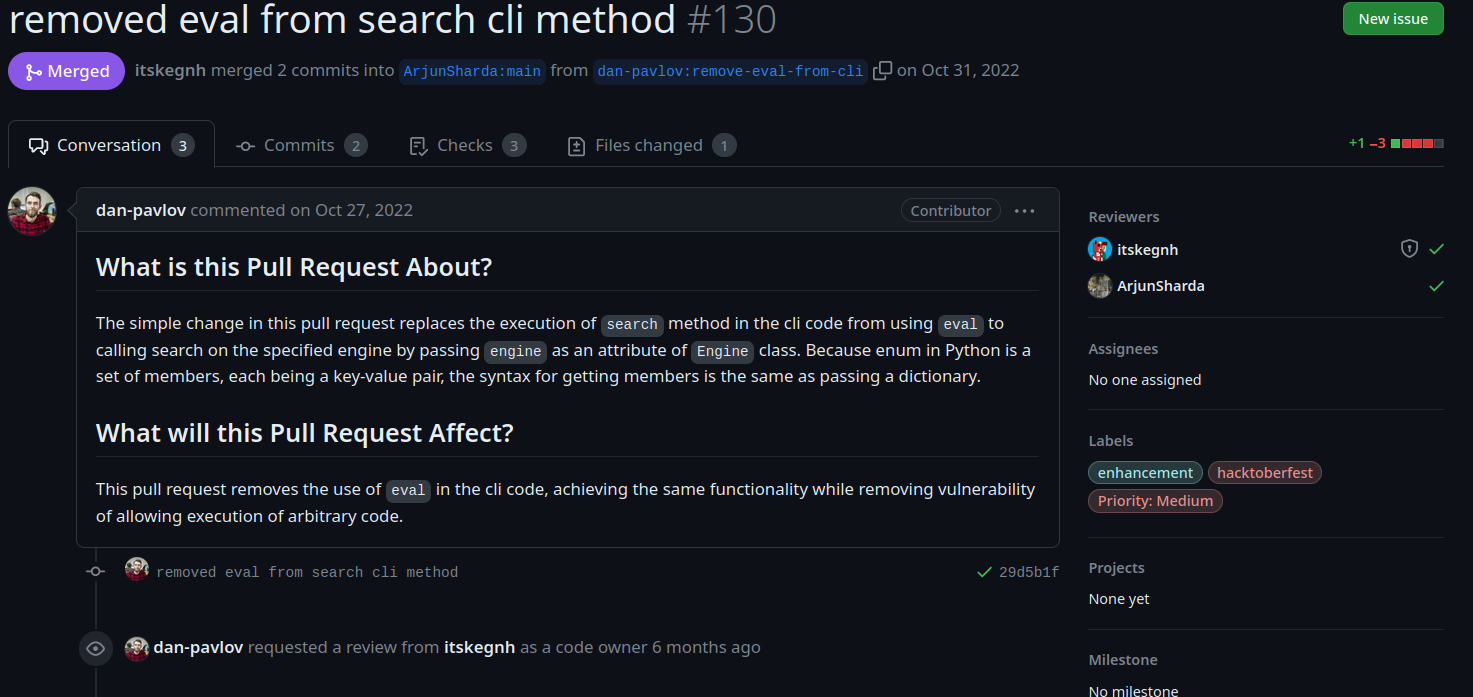 removed eval from search cli method #130
New issue
Merged
itskegnh merged 2 commits into ArjunSharda:main from dan-pavlov:remove-eval-from-cli on Oct 31, 2022
Conversation 3
Commits 2
Checks 3
Files changed 1
+1 −3
dan-pavlov commented on Oct 27, 2022
Contributor
What is this Pull Request About?
The simple change in this pull request replaces the execution of search method in the cli code from using eval to
calling search on the specified engine by passing engine as an attribute of Engine class. Because enum in Python is a
set of members, each being a key-value pair, the syntax for getting members is the same as passing a dictionary.
What will this Pull Request Affect?
This pull request removes the use of eval in the cli code, achieving the same functionality while removing vulnerability
of allowing execution of arbitrary code.
removed eval from search cli method
29d5b1f
dan-pavlov requested a review from itskegnh as a code owner 6 months ago
Reviewers
itskegnh
ArjunSharda
Assignees
No one assigned
Labels
enhancement
hacktoberfest
Priority: Medium
Projects
None yet
Milestone
No milestone